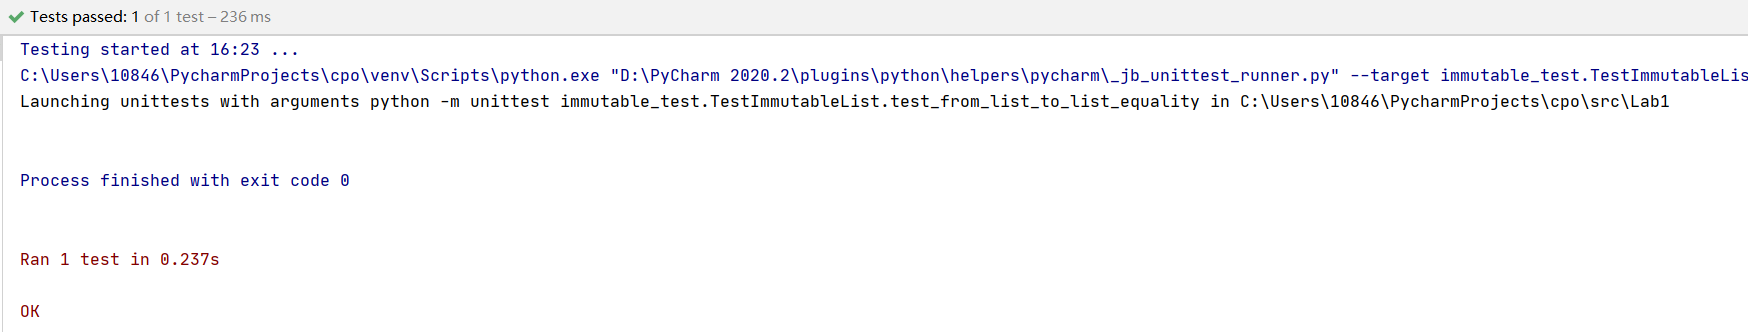 Tests passed: 1 of 1 test – 236 ms
Testing started at 16:23 ...
C:\Users\10846\PycharmProjects\cpo\venv\Scripts\python.exe "D:\PyCharm 2020.2\plugins\python\helpers\pycharm\_jb_unittest_runner.py" --target immutable_test.TestImmutableLis
Launching unittests with arguments python -m unittest immutable_test.TestImmutableList.test_from_list_to_list_equality in C:\Users\10846\PycharmProjects\cpo\src\Lab1
Process finished with exit code 0
Ran 1 test in 0.237s
OK